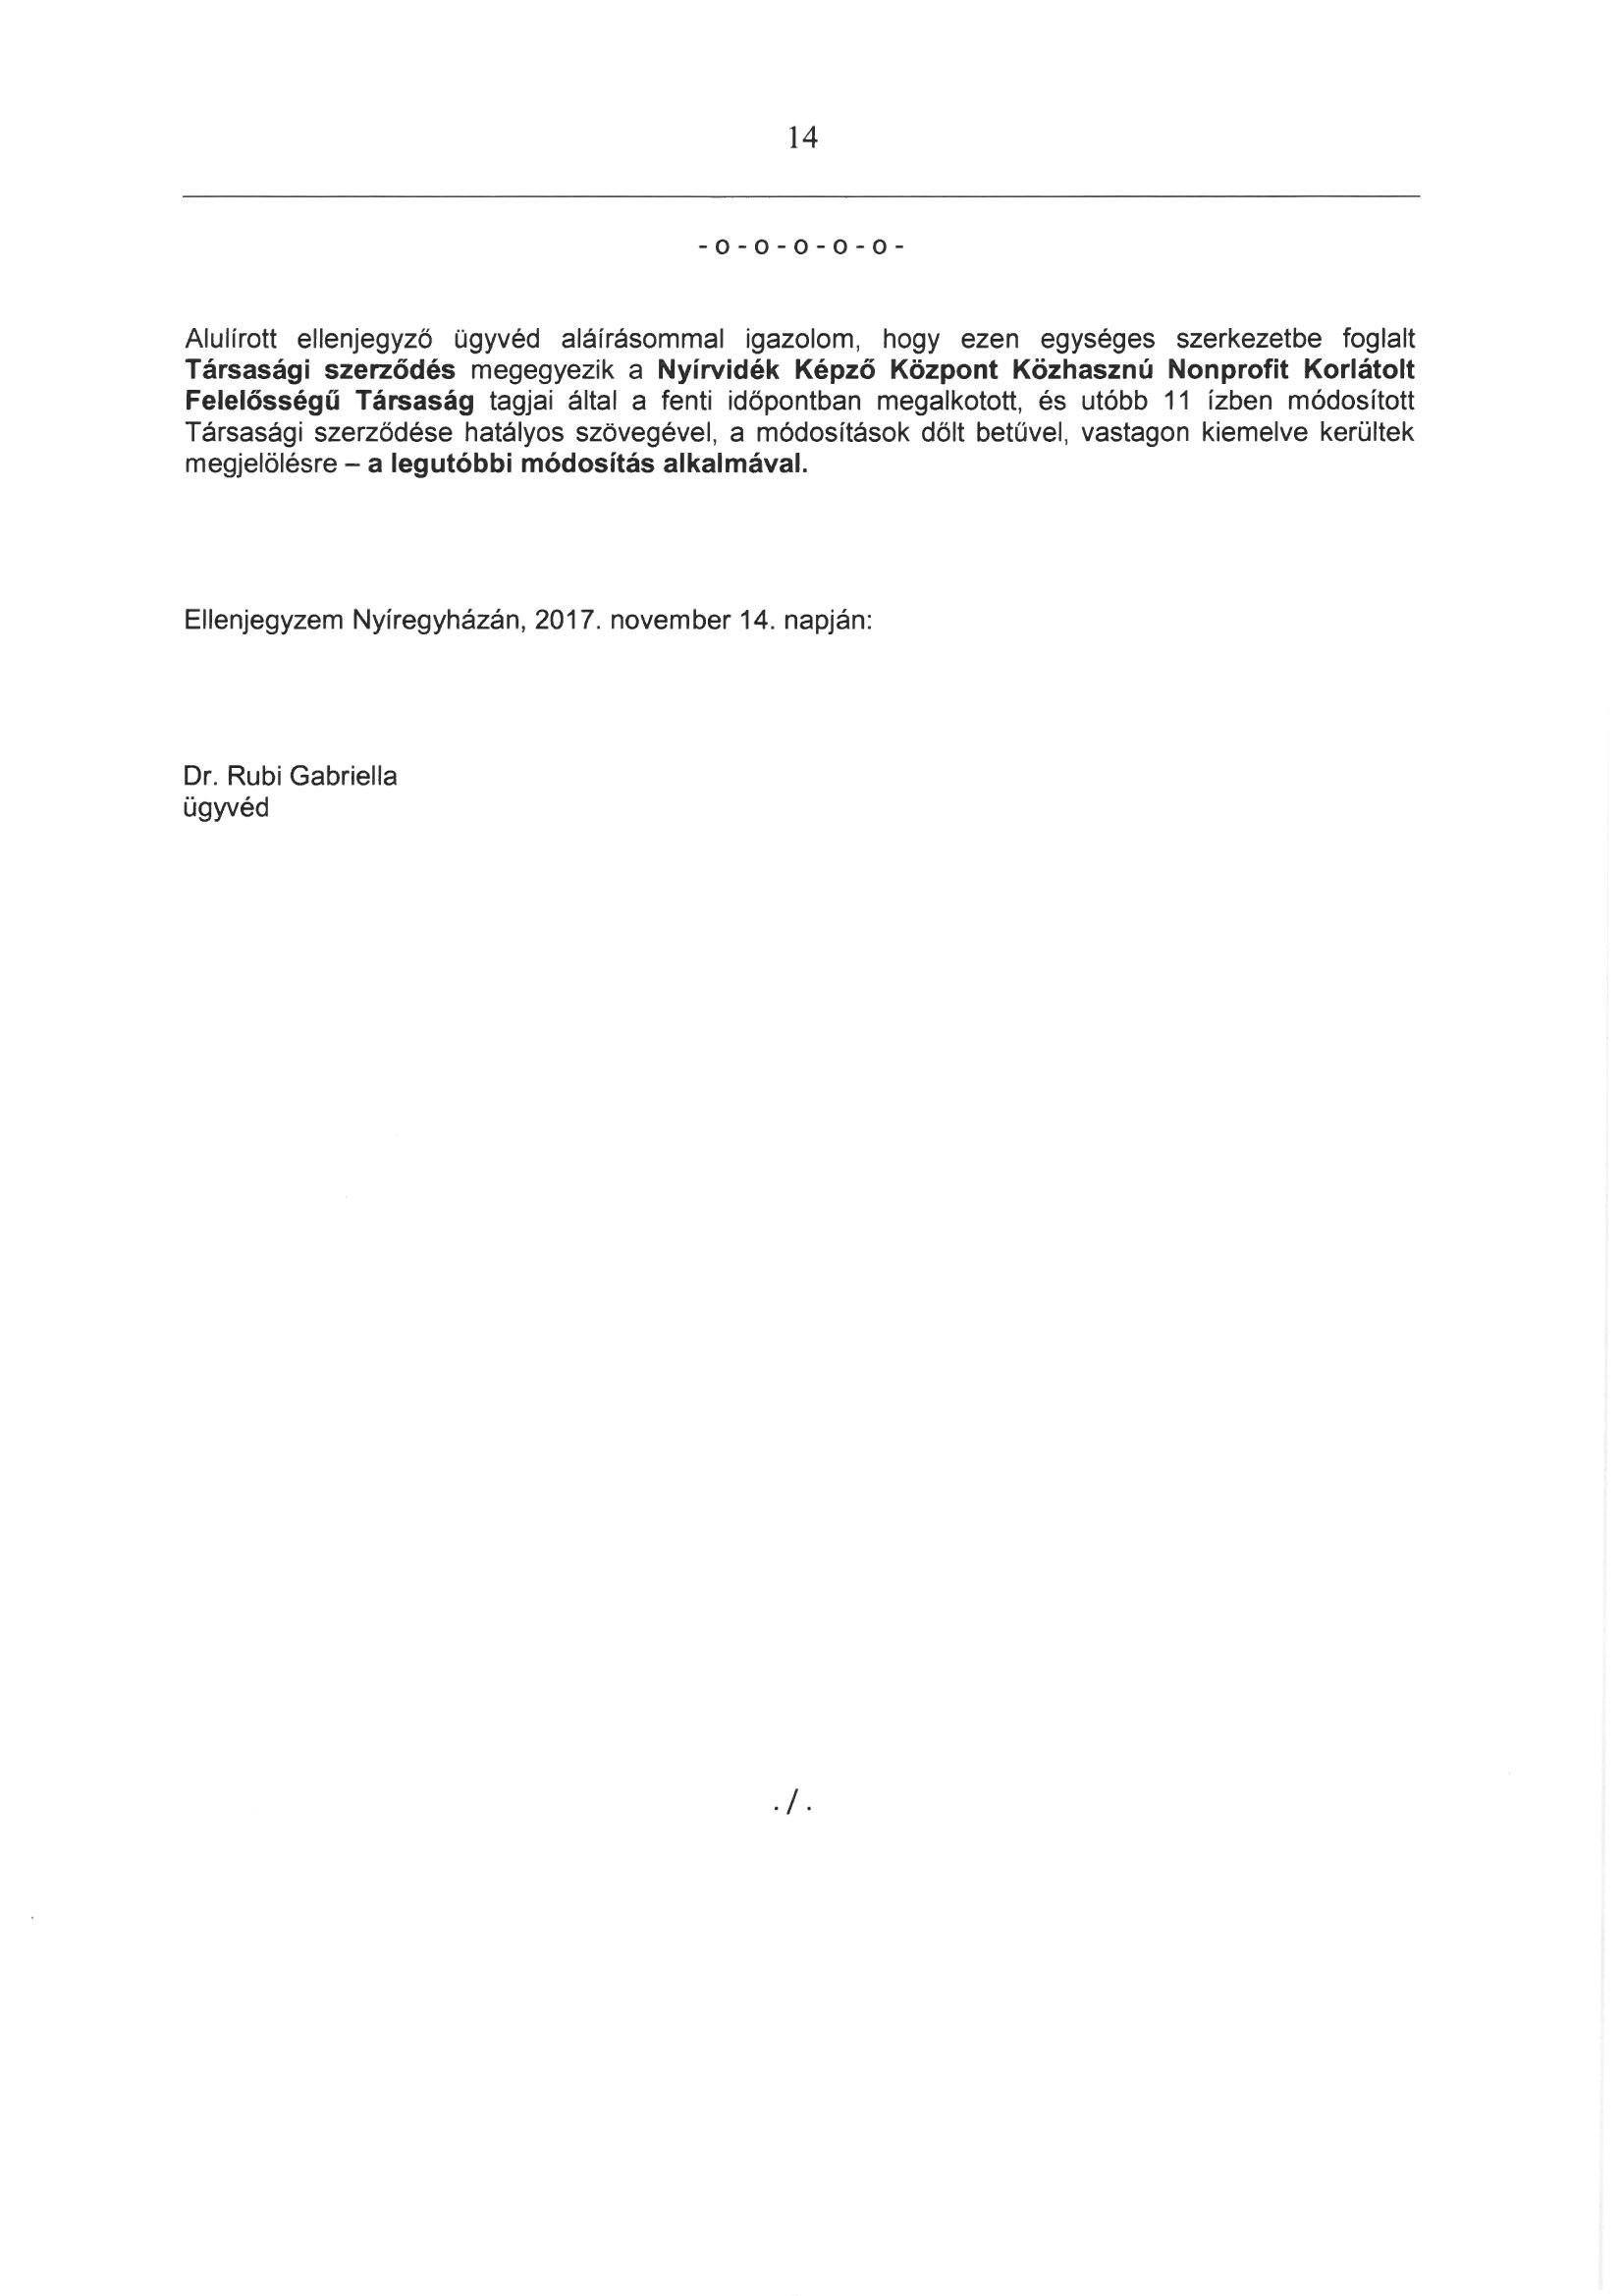 14
-o-o-o-o-o-
Alulírott ellenjegyző ügyvéd aláírásommal igazolom, hogy ezen egységes szerkezetbe foglalt
Társasági szerződés megegyezik a Nyírvidék Képző Központ Közhasznú Nonprofit Korlátolt
Felelősségű Társaság tagjai által a fenti időpontban megalkotott, és utóbb 11 ízben módosított
Társasági szerződése hatályos szövegével, a módosítások dőlt betűvel, vastagon kiemelve kerültek
megjelölésre – a legutóbbi módosítás alkalmával.
Ellenjegyzem Nyíregyházán, 2017. november 14. napján:
Dr. Rubi Gabriella
ügyvéd
./.